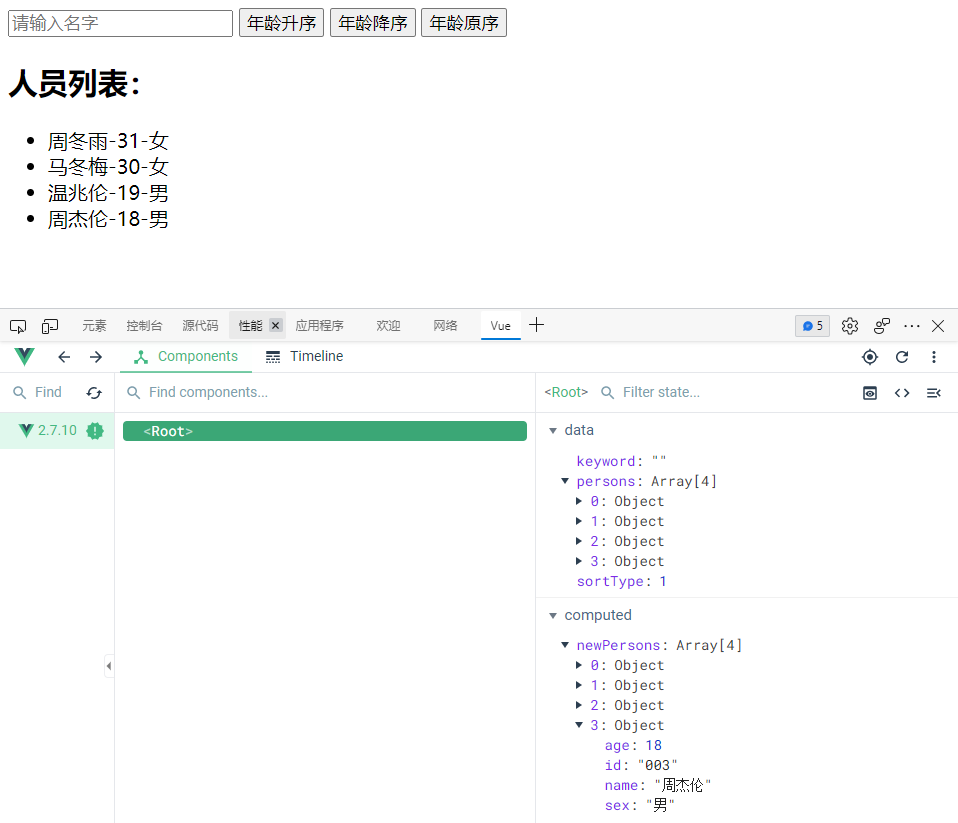 请输入名字 年龄升序 年龄降序 年龄原序
人员列表：
周冬雨-31-女
马冬梅-30-女
温兆伦-19-男
周杰伦-18-男
元素 控制台 源代码 性能 应用程序 欢迎 网络 Vue 5
Components Timeline
Find Find components... <Root> Filter state...
2.7.10 <Root> data
keyword: ""
persons: Array[4]
0: Object
1: Object
2: Object
3: Object
sortType: 1
computed
newPersons: Array[4]
0: Object
1: Object
2: Object
3: Object
age: 18
id: "003"
name: "周杰伦"
sex: "男"